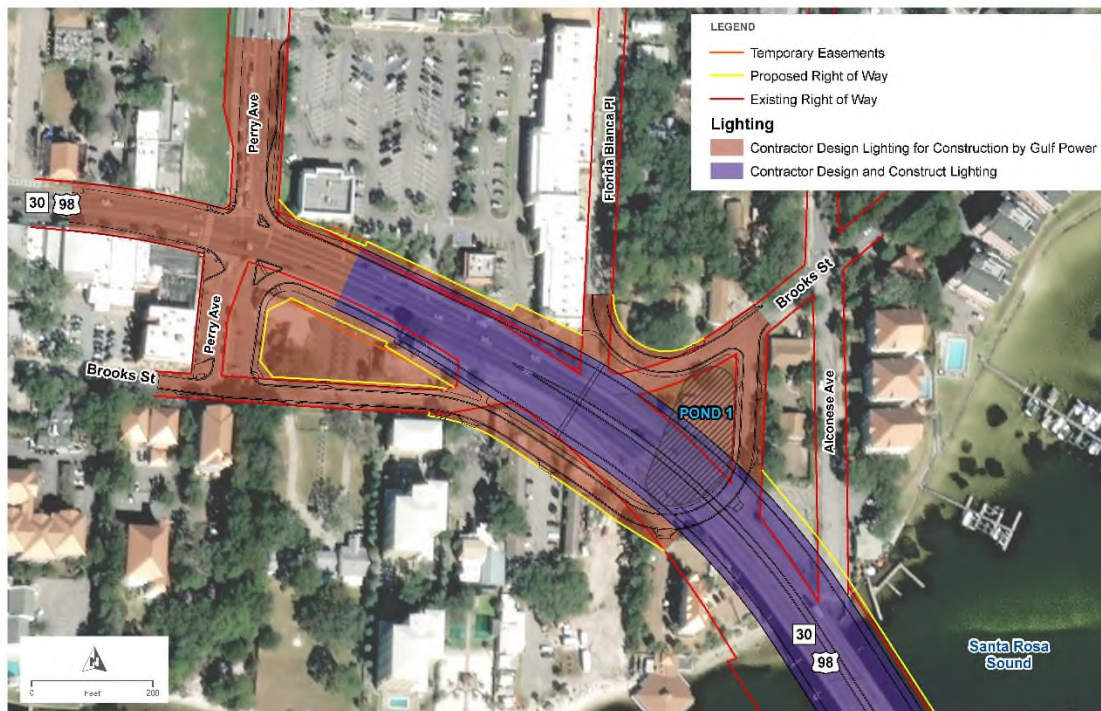 LEGEND
Temporary Easements
Proposed Right of Way
Existing Right of Way
Lighting
Contractor Design Lighting for Construction by Gulf Power
Contractor Design and Construct Lighting
Perry Ave
Florida Blanca Pl
30 98
Brooks St
Perry Ave
Brooks St
POND 1
Alconese Ave
30
98
Santa Rosa
Sound
0 Feet 200